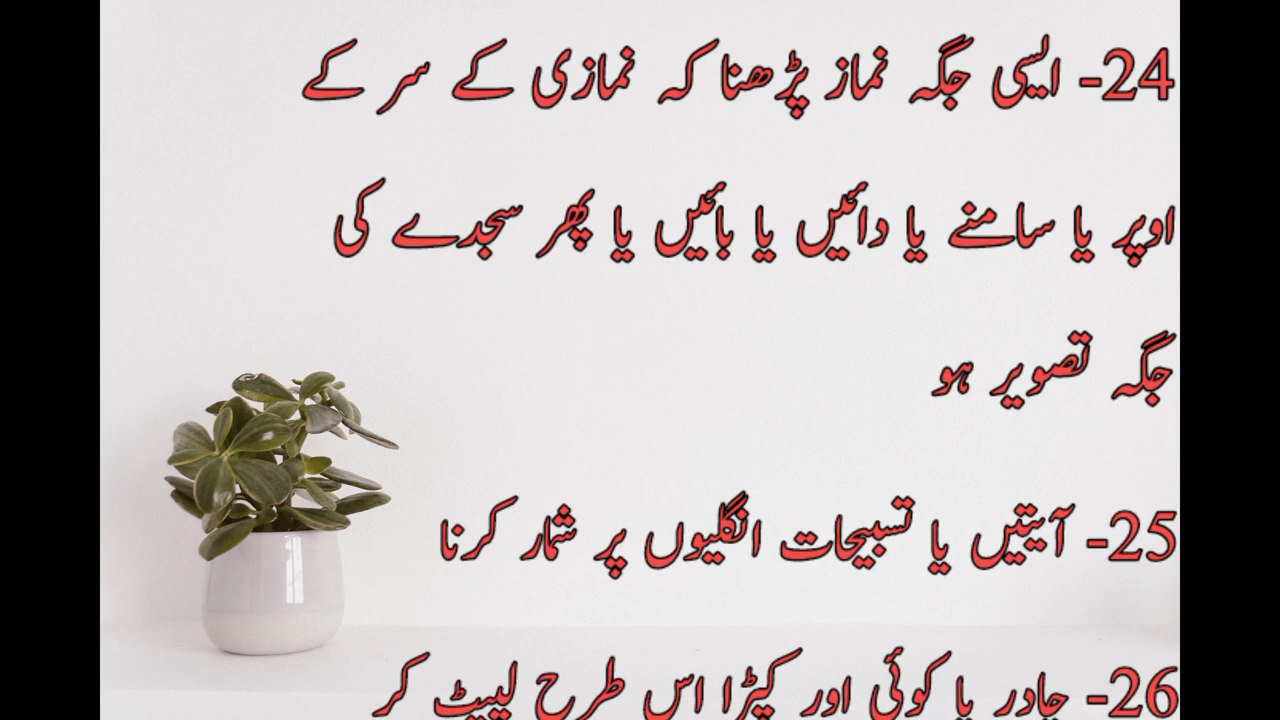 24- ایسی جگہ نماز پڑھنا کہ نمازی کے سر کے
اوپر یا سامنے یا دائیں یا بائیں یا پھر سجدے کی
جگہ تصویر ہو
25- آیتیں یا تسبیحات انگلیوں پر شمار کرنا
26- چادر یا کوئی اور کپڑا اس طرح لپیٹ کر